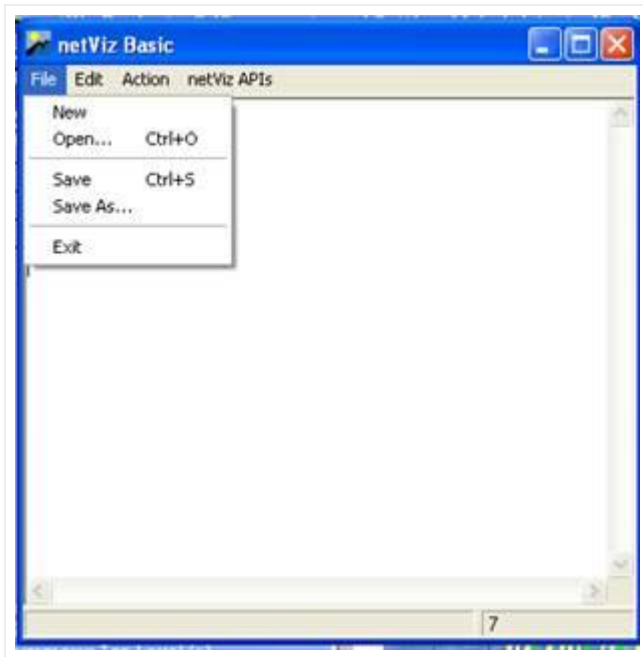 netViz Basic
File Edit Action netViz APIs
New
Open... Ctrl+O
Save Ctrl+S
Save As...
Exit
7